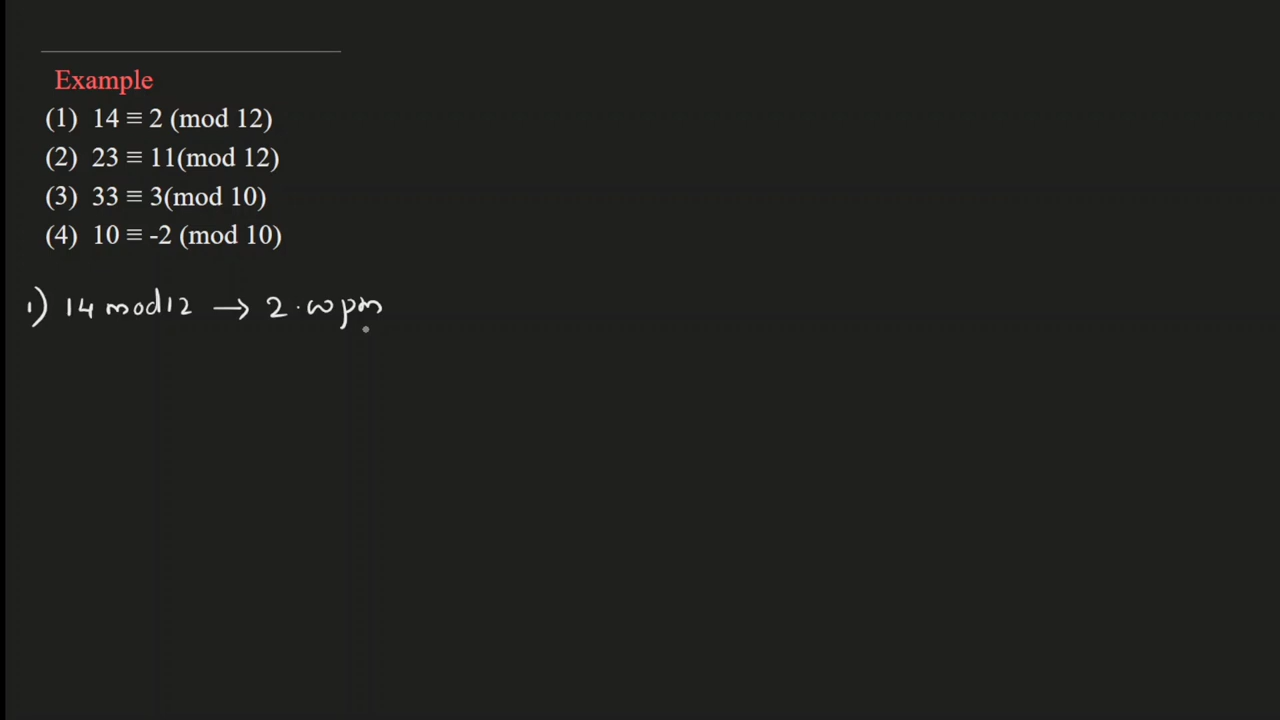 Example
(1) 14 ≡ 2 (mod 12)
(2) 23 ≡ 11(mod 12)
(3) 33 ≡ 3(mod 10)
(4) 10 ≡ -2 (mod 10)
1) 14 mod 12 → 2 .